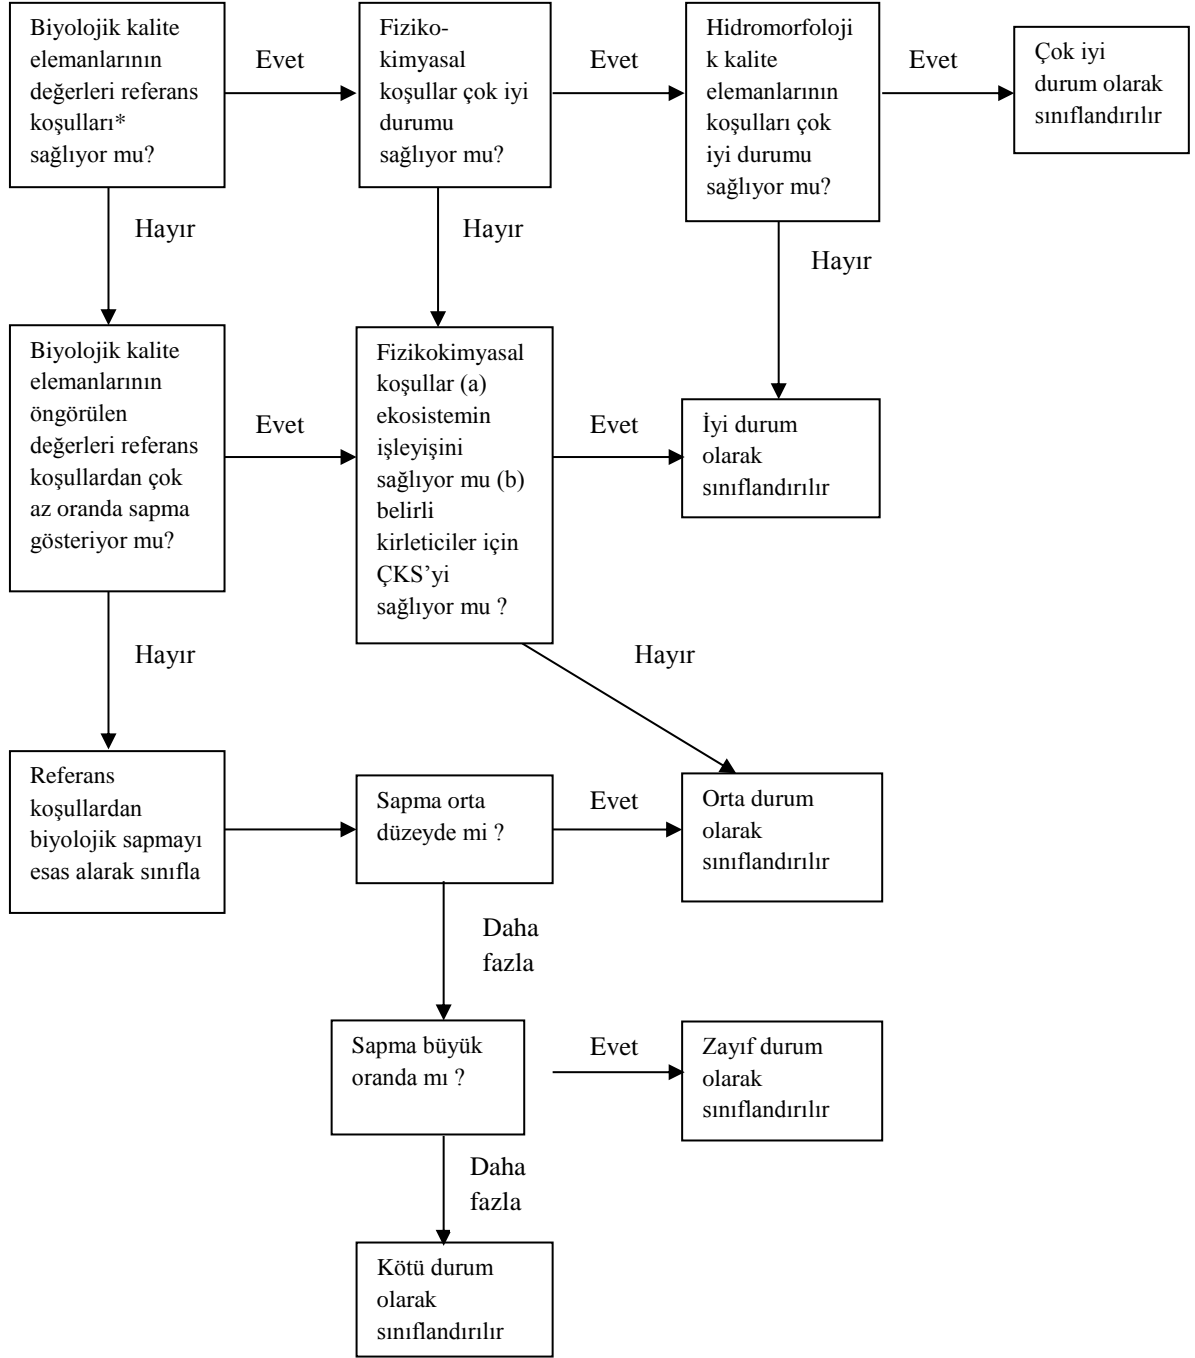 Biyolojik kalite
elemanlarının
değerleri referans
koşulları*
sağlıyor mu?
Evet
Fiziko-
kimyasal
koşullar çok iyi
durumu
sağlıyor mu?
Evet
Hidromorfoloji
k kalite
elemanlarının
koşulları çok
iyi durumu
sağlıyor mu?
Evet
Çok iyi
durum olarak
sınıflandırılır
Hayır
Hayır
Hayır
Biyolojik kalite
elemanlarının
öngörülen
değerleri referans
koşullardan çok
az oranda sapma
gösteriyor mu?
Evet
Fizikokimyasal
koşullar (a)
ekosistemin
işleyişini
sağlıyor mu (b)
belirli
kirleticiler için
ÇKS’yi
sağlıyor mu ?
Evet
İyi durum
olarak
sınıflandırılır
Hayır
Hayır
Referans
koşullardan
biyolojik sapmayı
esas alarak sınıfla
Sapma orta
düzeyde mi ?
Evet
Orta durum
olarak
sınıflandırılır
Daha
fazla
Sapma büyük
oranda mı ?
Evet
Zayıf durum
olarak
sınıflandırılır
Daha
fazla
Kötü durum
olarak
sınıflandırılır